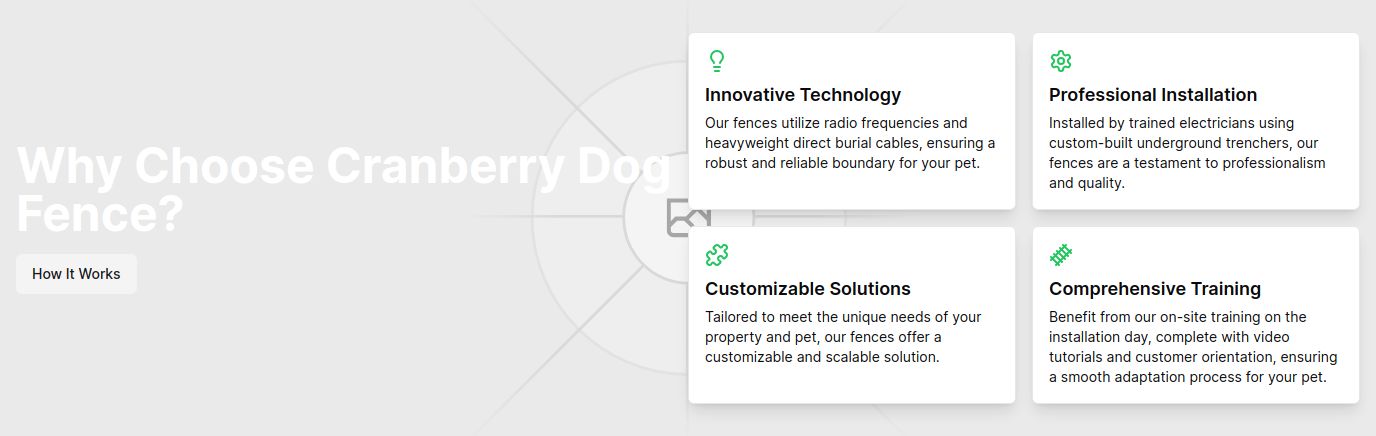 Why Choose Cranberry Dog
Fence?
How It Works
Innovative Technology
Our fences utilize radio frequencies and
heavyweight direct burial cables, ensuring a
robust and reliable boundary for your pet.
Professional Installation
Installed by trained electricians using
custom-built underground trenchers, our
fences are a testament to professionalism
and quality.
Customizable Solutions
Tailored to meet the unique needs of your
property and pet, our fences offer a
customizable and scalable solution.
Comprehensive Training
Benefit from our on-site training on the
installation day, complete with video
tutorials and customer orientation, ensuring
a smooth adaptation process for your pet.